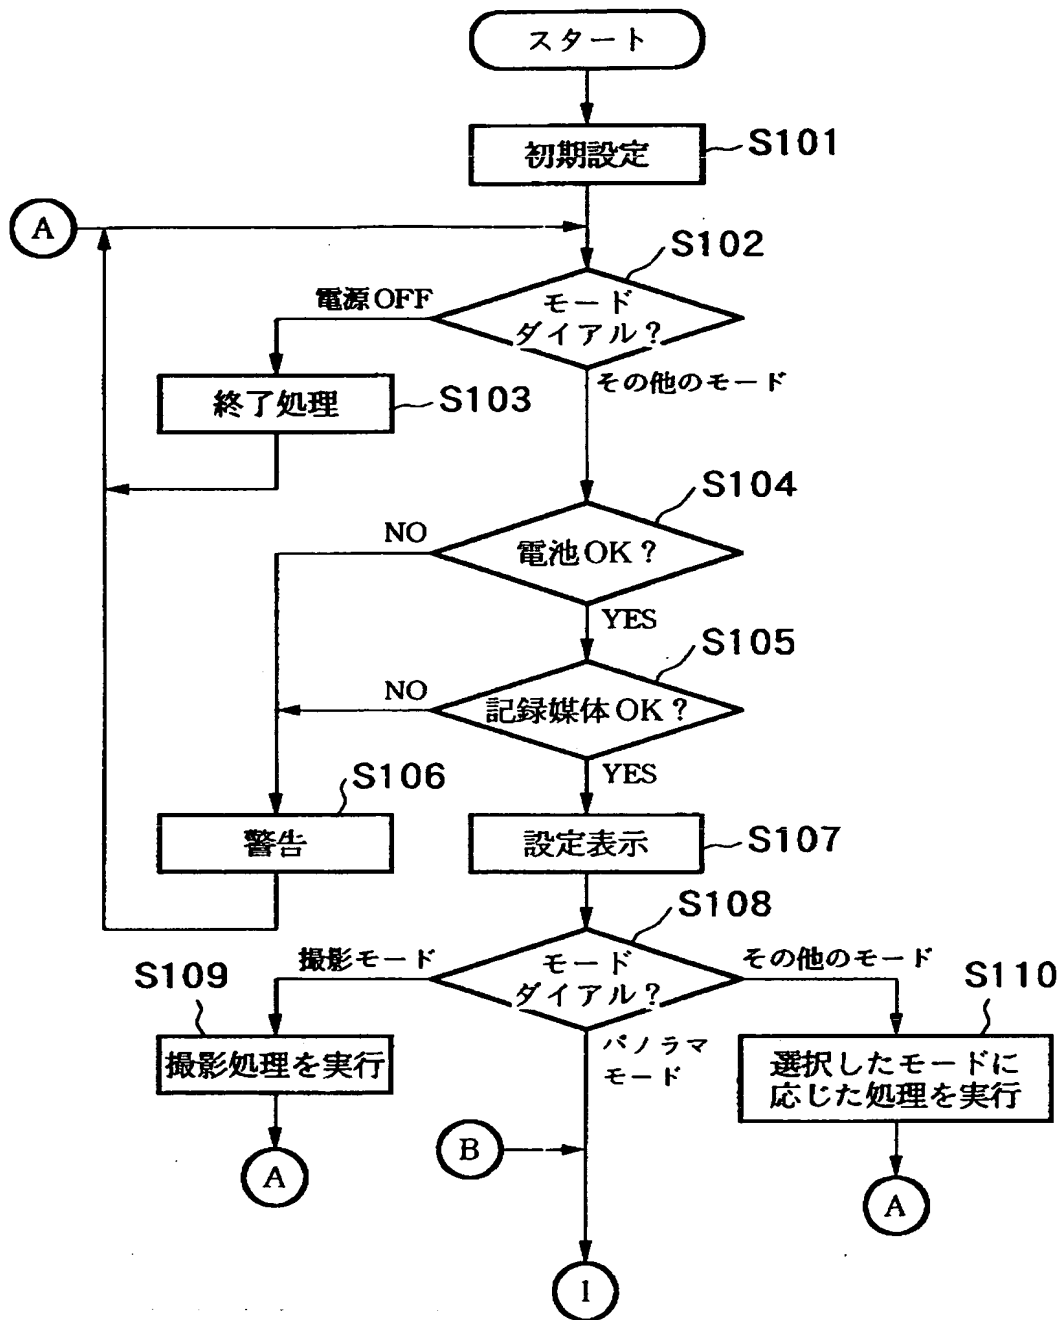 スタート
初期設定
S101
A
S102
電源OFF
モード
ダイアル?
その他のモード
終了処理
S103
S104
NO
電池OK?
YES
S105
NO
記録媒体OK?
YES
S106
警告
設定表示
S107
S108
撮影モード
モード
ダイアル?
その他のモード
S109
S110
撮影処理を実行
パノラマ
モード
選択したモードに
応じた処理を実行
A
B
A
1